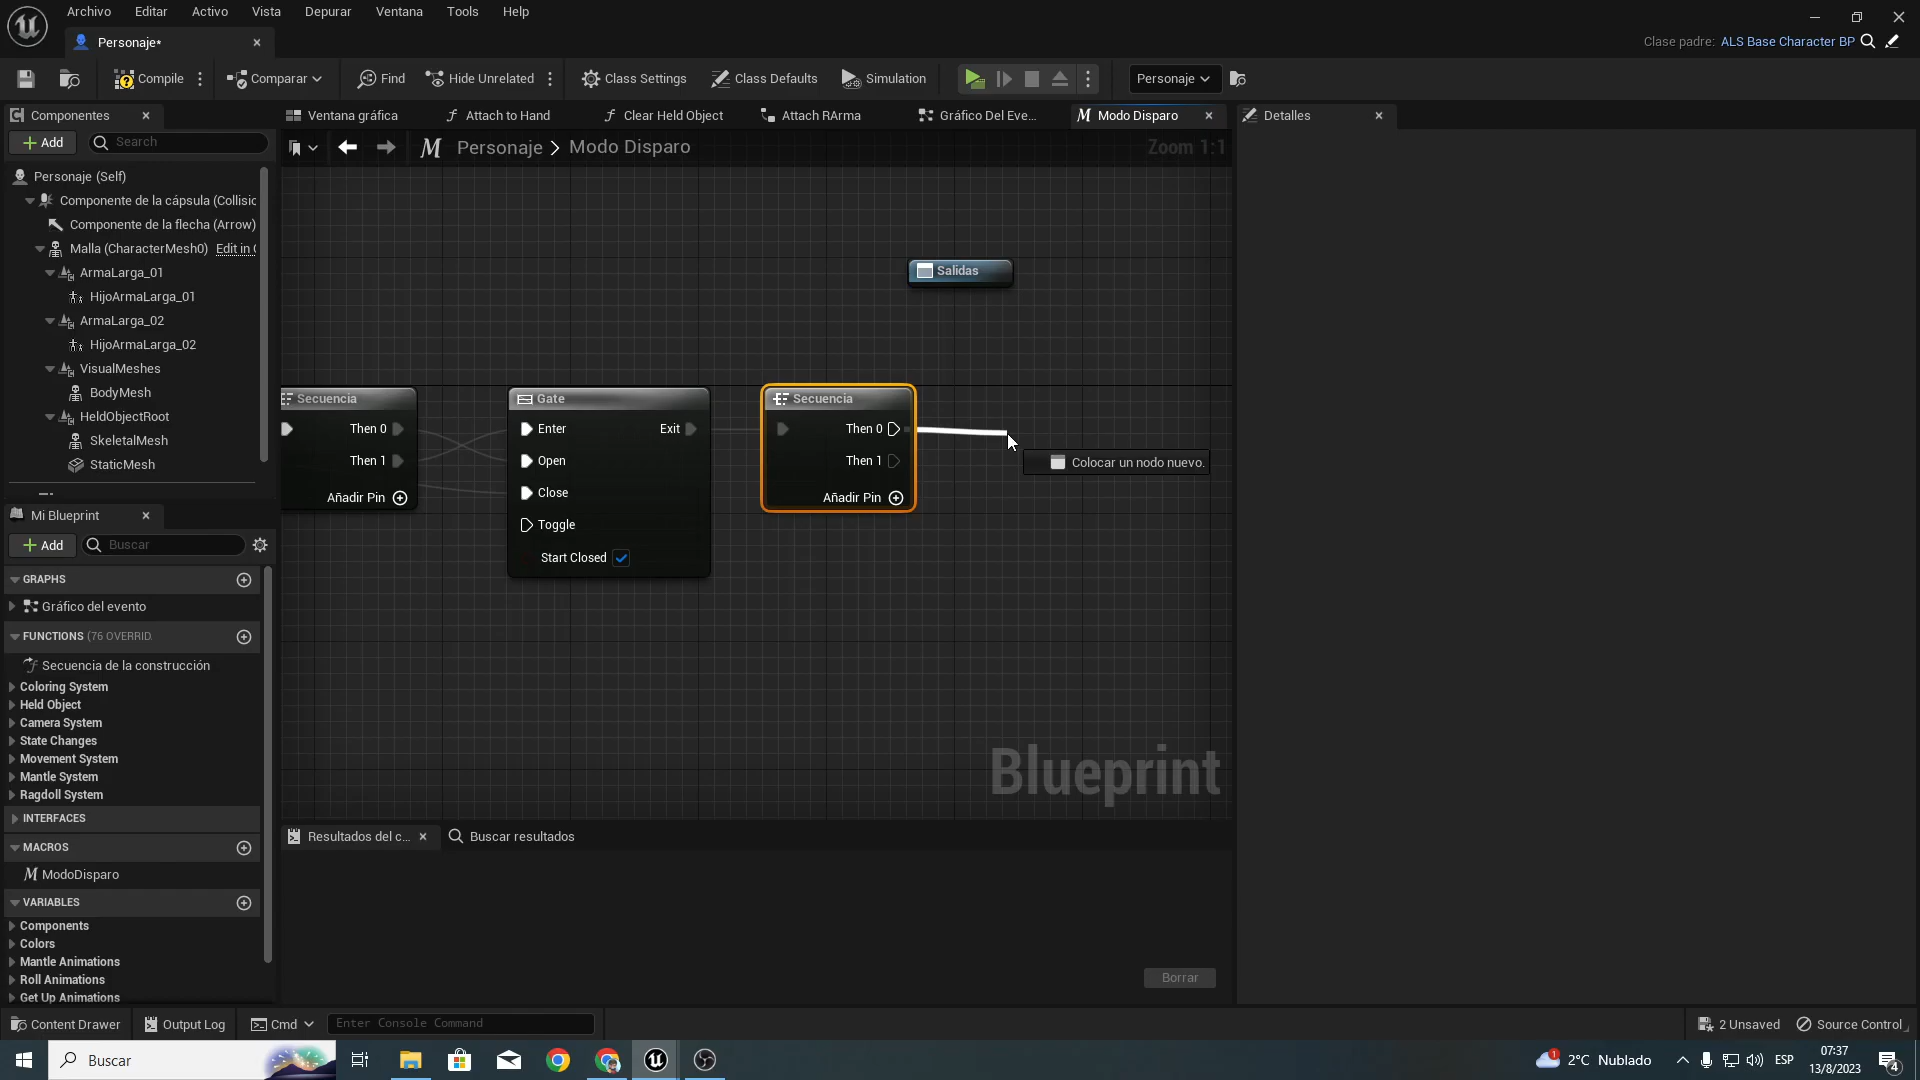 Archivo Editar Activo Vista Depurar Ventana Tools Help
Personaje*
Clase padre: ALS Base Character BP
Compile Comparar Find Hide Unrelated Class Settings Class Defaults Simulation Personaje
Componentes
Add Search
Personaje (Self)
Componente de la cápsula (Collisic
Componente de la flecha (Arrow)
Malla (CharacterMesh0) Edit in C
ArmaLarga_01
HijoArmaLarga_01
ArmaLarga_02
HijoArmaLarga_02
VisualMeshes
BodyMesh
HeldObjectRoot
SkeletalMesh
StaticMesh
Mi Blueprint
Add Buscar
GRAPHS
Gráfico del evento
FUNCTIONS (76 OVERRID.
Secuencia de la construcción
Coloring System
Held Object
Camera System
State Changes
Movement System
Mantle System
Ragdoll System
INTERFACES
MACROS
ModoDisparo
VARIABLES
Components
Colors
Mantle Animations
Roll Animations
Get Up Animations
Ventana gráfica Attach to Hand Clear Held Object Attach RArma Gráfico Del Eve... Modo Disparo
Personaje > Modo Disparo Zoom 1:1
Salidas
Secuencia
Then 0
Then 1
Añadir Pin
Gate
Enter Exit
Open
Close
Toggle
Start Closed
Secuencia
Then 0
Then 1
Añadir Pin
Colocar un nodo nuevo.
Blueprint
Resultados del c... Buscar resultados
Borrar
Detalles
Content Drawer Output Log Cmd Enter Console Command 2 Unsaved Source Control
Buscar
1
2°C Nublado
ESP
07:37
13/8/2023
4